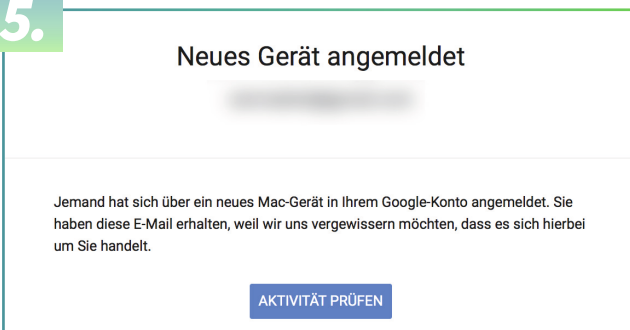 5.
Neues Gerät angemeldet
Jemand hat sich über ein neues Mac-Gerät in Ihrem Google-Konto angemeldet. Sie
haben diese E-Mail erhalten, weil wir uns vergewissern möchten, dass es sich hierbei
um Sie handelt.
AKTIVITÄT PRÜFEN